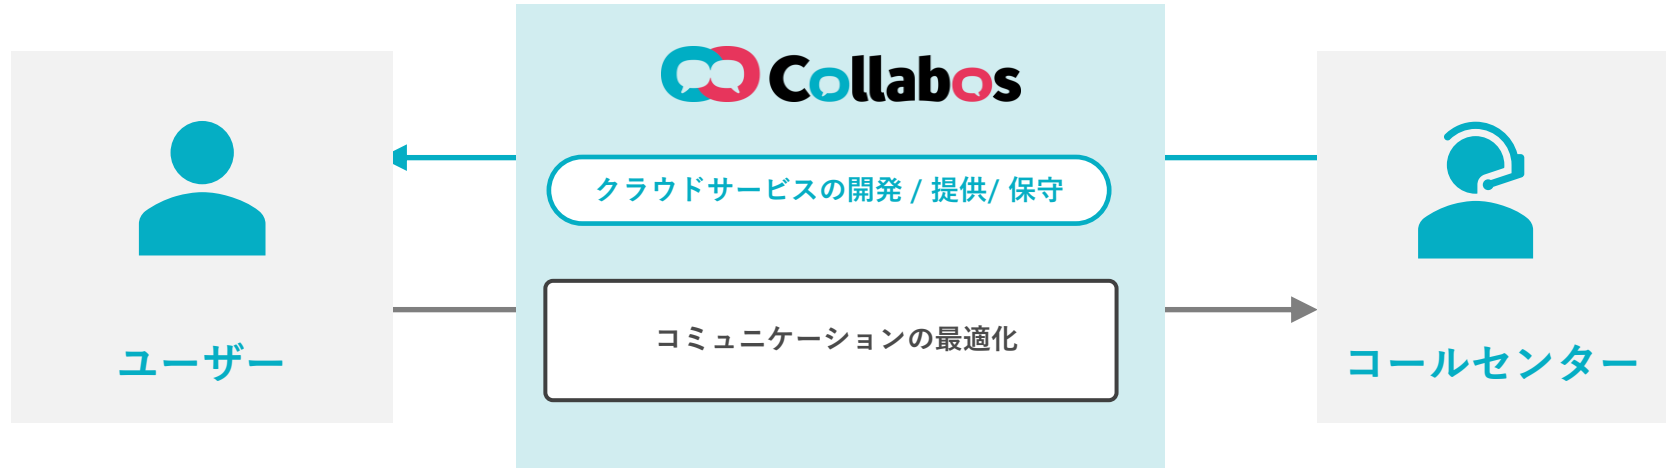 Collabos
クラウドサービスの開発 / 提供/ 保守
コミュニケーションの最適化
ユーザー
コールセンター